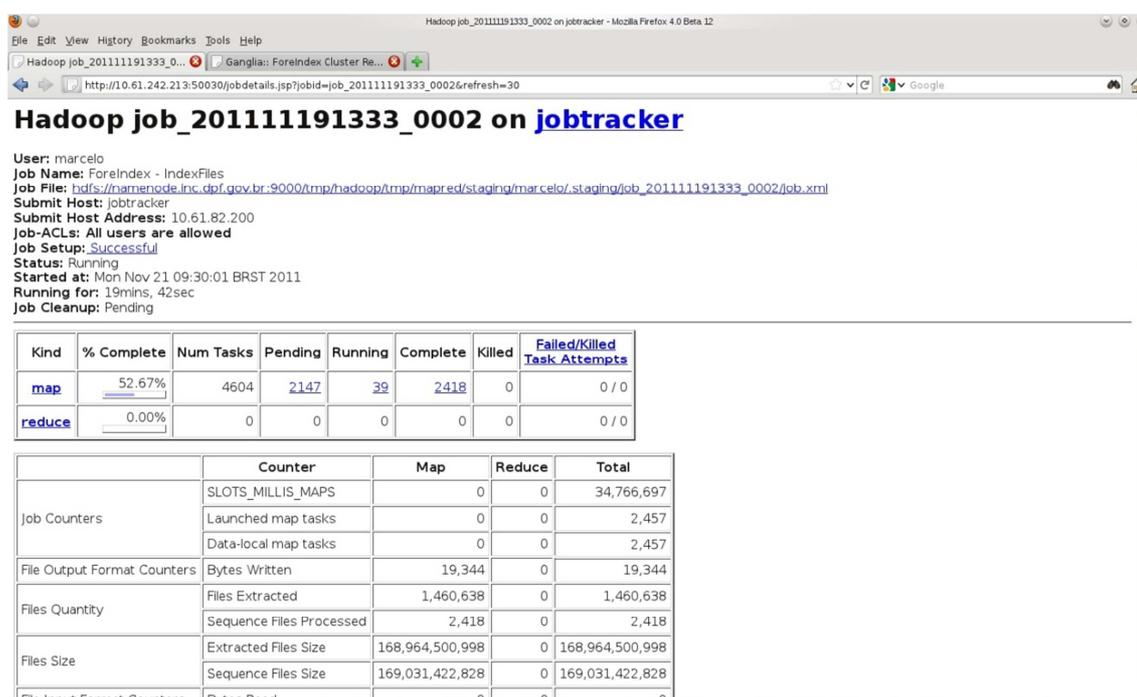 Hadoop job_201111191333_0002 on jobtracker - Mozilla Firefox 4.0 Beta 12
File Edit View History Bookmarks Tools Help
Hadoop job_201111191333_0... Ganglia:: ForeIndex Cluster Re...
http://10.61.242.213:50030/jobdetails.jsp?jobid=job_201111191333_0002&refresh=30 Google
Hadoop job_201111191333_0002 on jobtracker
User: marcelo
Job Name: ForeIndex - IndexFiles
Job File: hdfs://namenode.inc.dpf.gov.br:9000/tmp/hadoop/tmp/mapred/staging/marcelo/.staging/job_201111191333_0002/job.xml
Submit Host: jobtracker
Submit Host Address: 10.61.82.200
Job-ACLs: All users are allowed
Job Setup: Successful
Status: Running
Started at: Mon Nov 21 09:30:01 BRST 2011
Running for: 19mins, 42sec
Job Cleanup: Pending
Kind % Complete Num Tasks Pending Running Complete Killed Failed/Killed Task Attempts
map 52.67% 4604 2147 39 2418 0 0 / 0
reduce 0.00% 0 0 0 0 0 0 / 0
Counter Map Reduce Total
Job Counters SLOTS_MILLIS_MAPS 0 0 34,766,697
Launched map tasks 0 0 2,457
Data-local map tasks 0 0 2,457
File Output Format Counters Bytes Written 19,344 0 19,344
Files Quantity Files Extracted 1,460,638 0 1,460,638
Sequence Files Processed 2,418 0 2,418
Files Size Extracted Files Size 168,964,500,998 0 168,964,500,998
Sequence Files Size 169,031,422,828 0 169,031,422,828